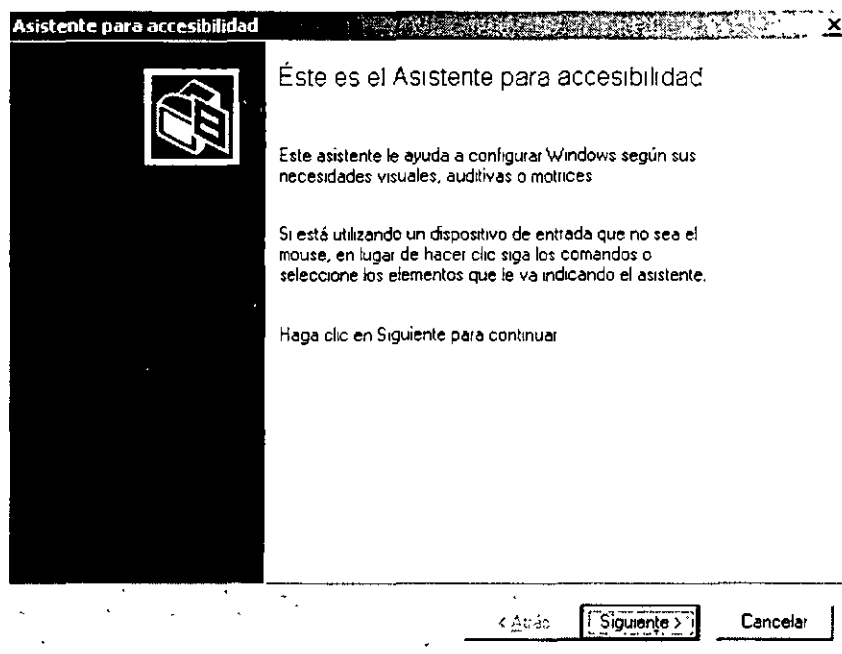 Asistente para accesibilidad
X
Éste es el Asistente para accesibilidad
Este asistente le ayuda a configurar Windows según sus
necesidades visuales, auditivas o motrices
Si está utilizando un dispositivo de entrada que no sea el
mouse, en lugar de hacer clic siga los comandos o
seleccione los elementos que le va indicando el asistente.
Haga clic en Siguiente para continuar
< Atrás Siguiente > Cancelar